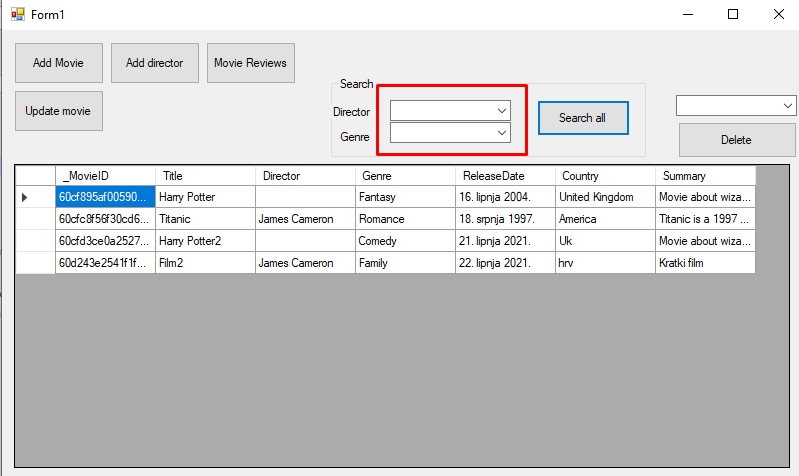 Form1
Add Movie Add director Movie Reviews
Search
Director
Update movie Search all
Genre Delete
_MovieID Title Director Genre ReleaseDate Country Summary
60cf895af00590... Harry Potter Fantasy 16. lipnja 2004. United Kingdom Movie about wiza...
60cfc8f56f30cd6... Titanic James Cameron Romance 18. srpnja 1997. America Titanic is a 1997 ...
60cfd3ce0a2527... Harry Potter2 Comedy 21. lipnja 2021. Uk Movie about wiza...
60d243e2541f1f... Film2 James Cameron Family 22. lipnja 2021. hrv Kratki film